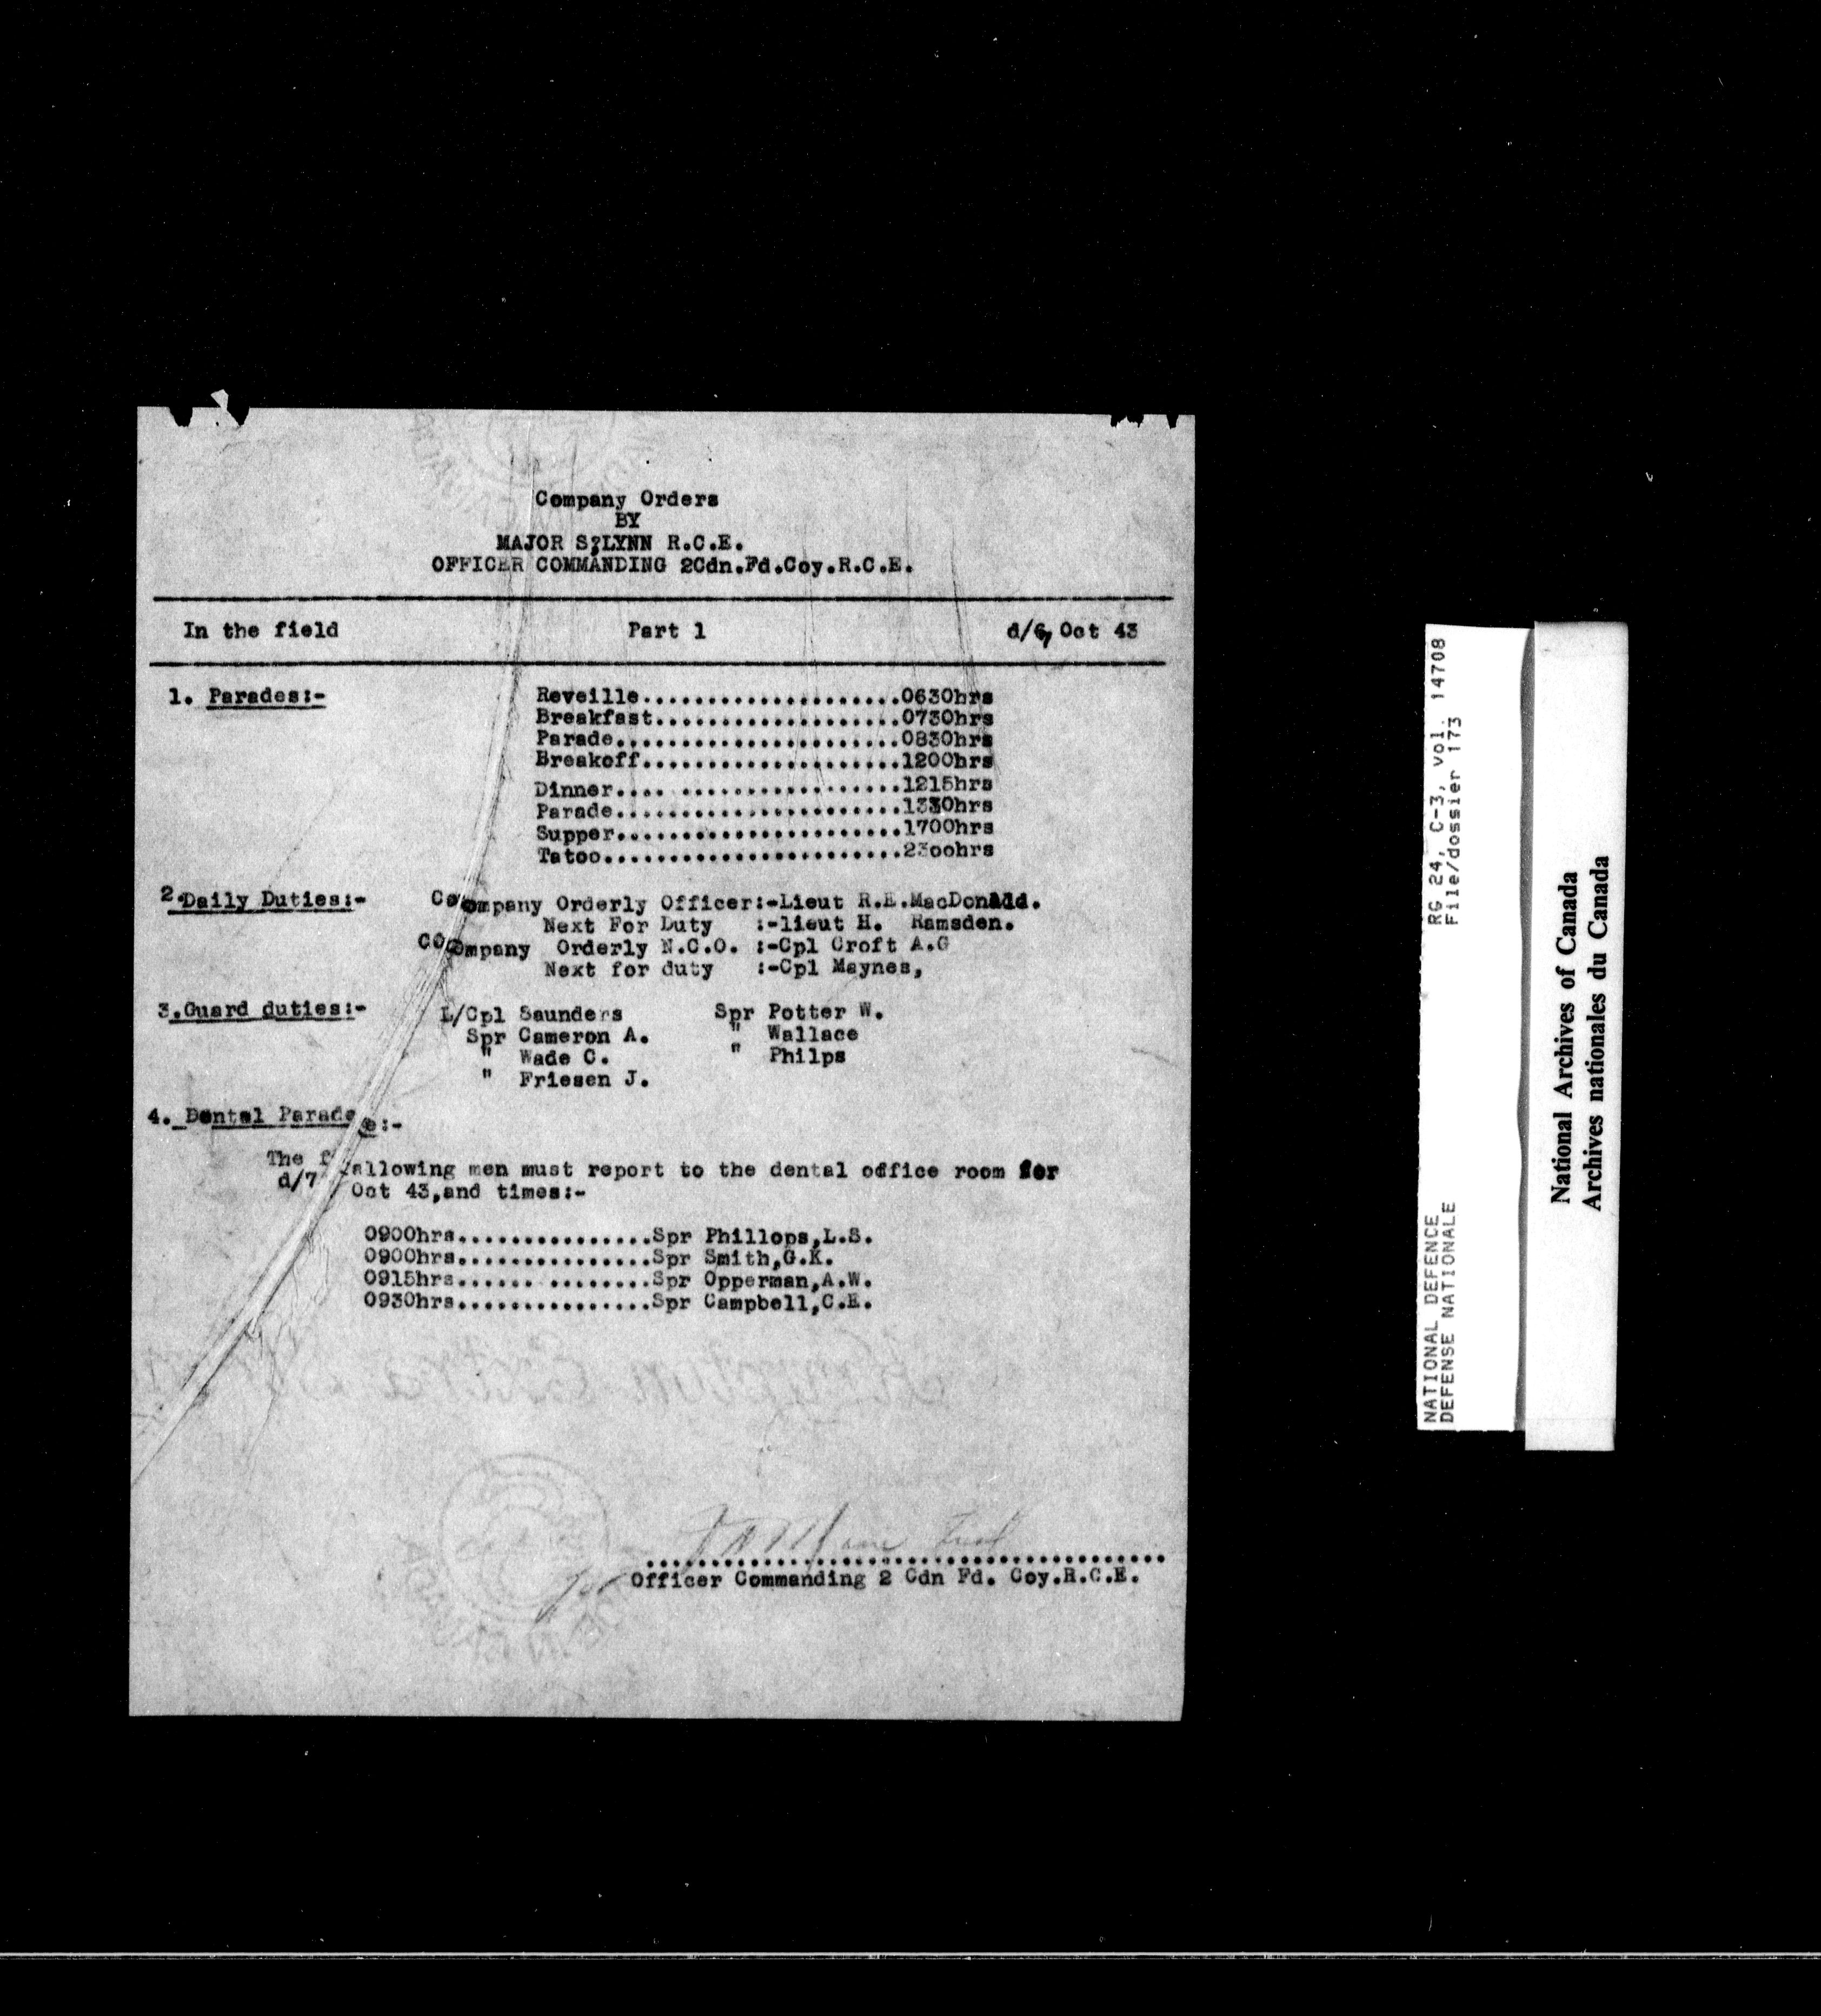 Company Orders
BY
MAJOR S?LYNN R.C.E.
OFFICER COMMANDING 2Cdn.Fd.Coy.R.C.E.
In the field Part 1 d/6, Oct 43
1. Parades:-
Reveille....................0630hrs
Breakfast...................0730hrs
Parade......................0830hrs
Breakoff....................1200hrs
Dinner.... .................1215hrs
Parade......................1330hrs
Supper......................1700hrs
Tatoo.......................23oohrs
2.Daily Duties:- Company Orderly Officer:-Lieut R.E.MacDonald.
Next For Duty :-lieut H. Ramsden.
Company Orderly N.C.O. :-Cpl Croft A.G
Next for duty :-Cpl Maynes,
3.Guard duties:- L/Cpl Saunders Spr Potter W.
Spr Cameron A. " Wallace
" Wade C. " Philps
" Friesen J.
4. Dental Parade:-
The fallowing men must report to the dental odfice room for
d/7 Oct 43,and times:-
0900hrs...............Spr Phillops,L.S.
0900hrs...............Spr Smith,G.K.
0915hrs...... ........Spr Opperman,A.W.
0930hrs...............Spr Campbell,C.E.
for Officer Commanding 2 Cdn Fd. Coy.R.C.E.
RG 24, C-3, vol. 14708
File/dossier 173
NATIONAL DEFENCE
DEFENSE NATIONALE
National Archives of Canada
Archives nationales du Canada